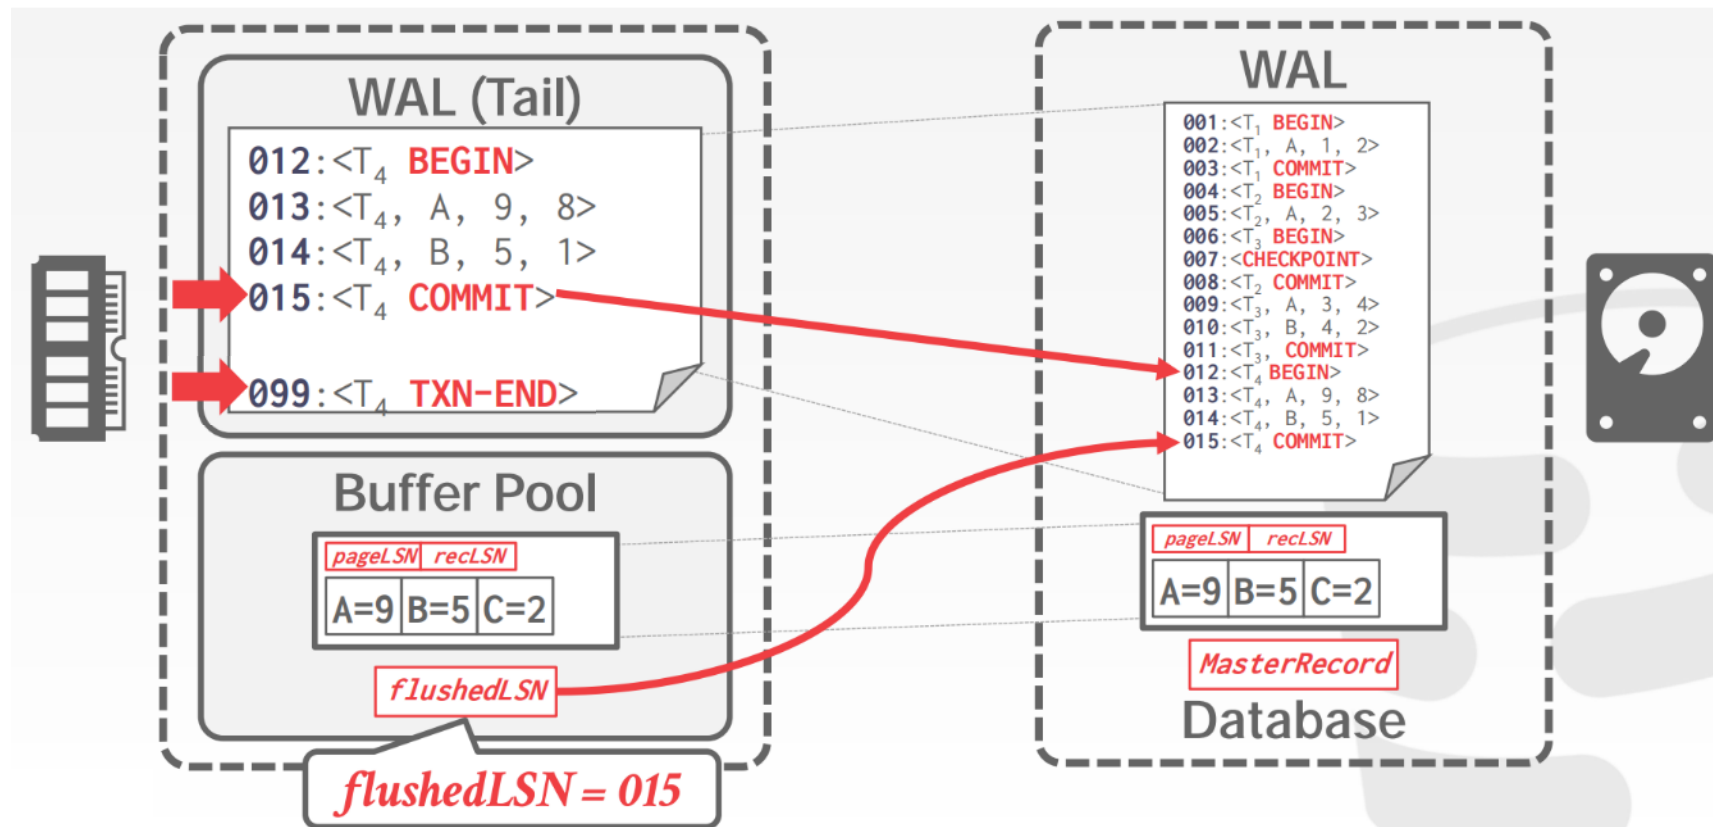 WAL (Tail)
012:<T4 BEGIN>
013:<T4, A, 9, 8>
014:<T4, B, 5, 1>
015:<T4 COMMIT>
099:<T4 TXN-END>
Buffer Pool
pageLSN recLSN
A=9 B=5 C=2
flushedLSN
flushedLSN = 015
WAL
001:<T1 BEGIN>
002:<T1, A, 1, 2>
003:<T1 COMMIT>
004:<T2 BEGIN>
005:<T2, A, 2, 3>
006:<T3 BEGIN>
007:<CHECKPOINT>
008:<T2 COMMIT>
009:<T3, A, 3, 4>
010:<T3, B, 4, 2>
011:<T3, COMMIT>
012:<T4 BEGIN>
013:<T4, A, 9, 8>
014:<T4, B, 5, 1>
015:<T4 COMMIT>
pageLSN recLSN
A=9 B=5 C=2
MasterRecord
Database